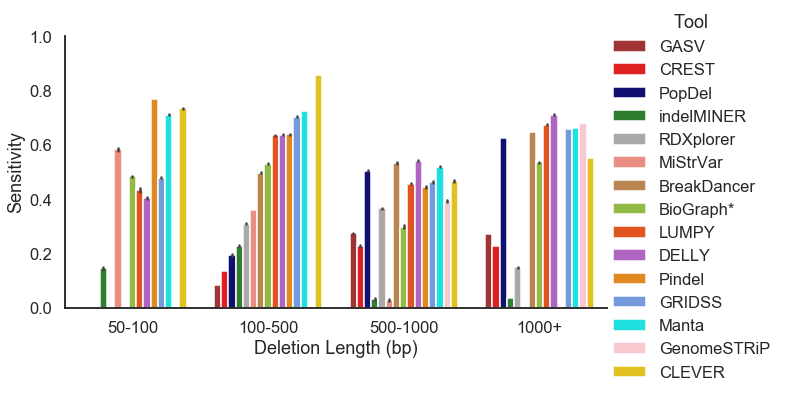 Tool
GASV
CREST
PopDel
indelMINER
RDXplorer
MiStrVar
BreakDancer
BioGraph*
LUMPY
DELLY
Pindel
GRIDSS
Manta
GenomeSTRiP
CLEVER
Sensitivity
1.0
0.8
0.6
0.4
0.2
0.0
50-100
100-500
500-1000
1000+
Deletion Length (bp)